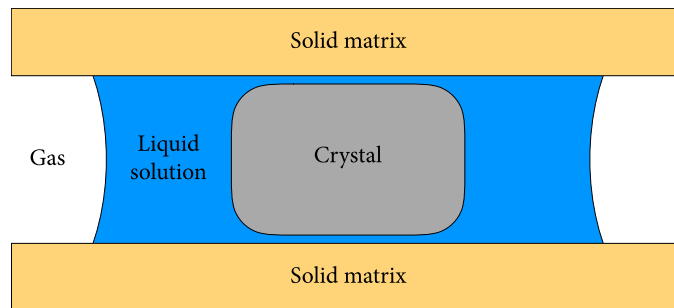 Solid matrix
Gas
Liquid
solution
Crystal
Solid matrix